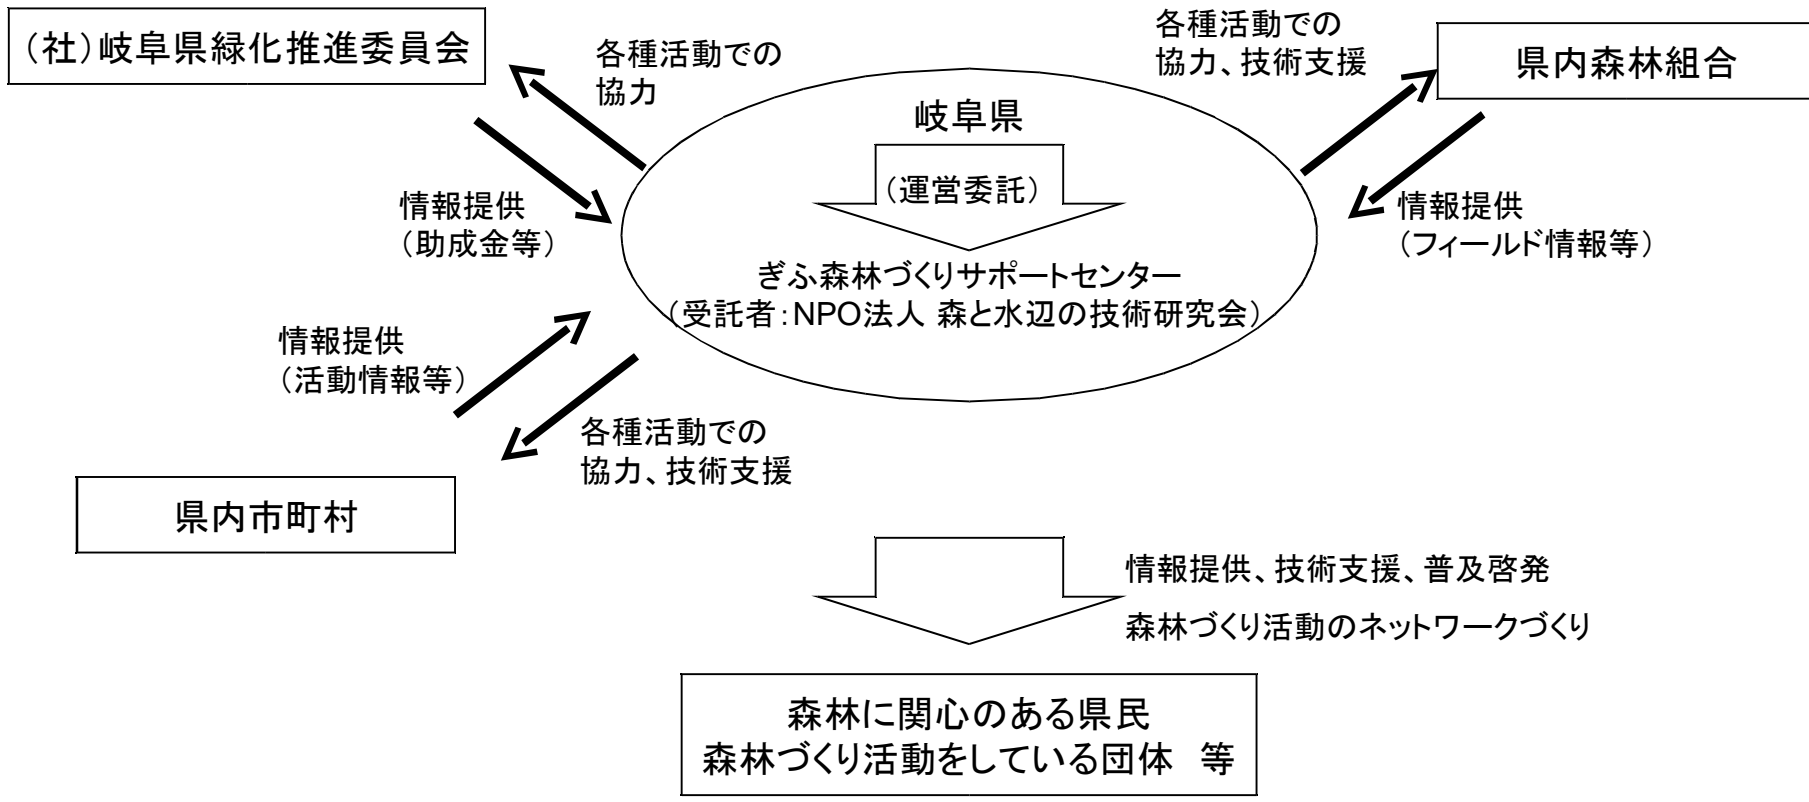 （社）岐阜県緑化推進委員会
各種活動での
協力
各種活動での
協力、技術支援
県内森林組合
岐阜県
（運営委託）
情報提供
（助成金等）
情報提供
（フィールド情報等）
ぎふ森林づくりサポートセンター
（受託者：NPO法人 森と水辺の技術研究会）
情報提供
（活動情報等）
各種活動での
協力、技術支援
県内市町村
情報提供、技術支援、普及啓発
森林づくり活動のネットワークづくり
森林に関心のある県民
森林づくり活動をしている団体　等